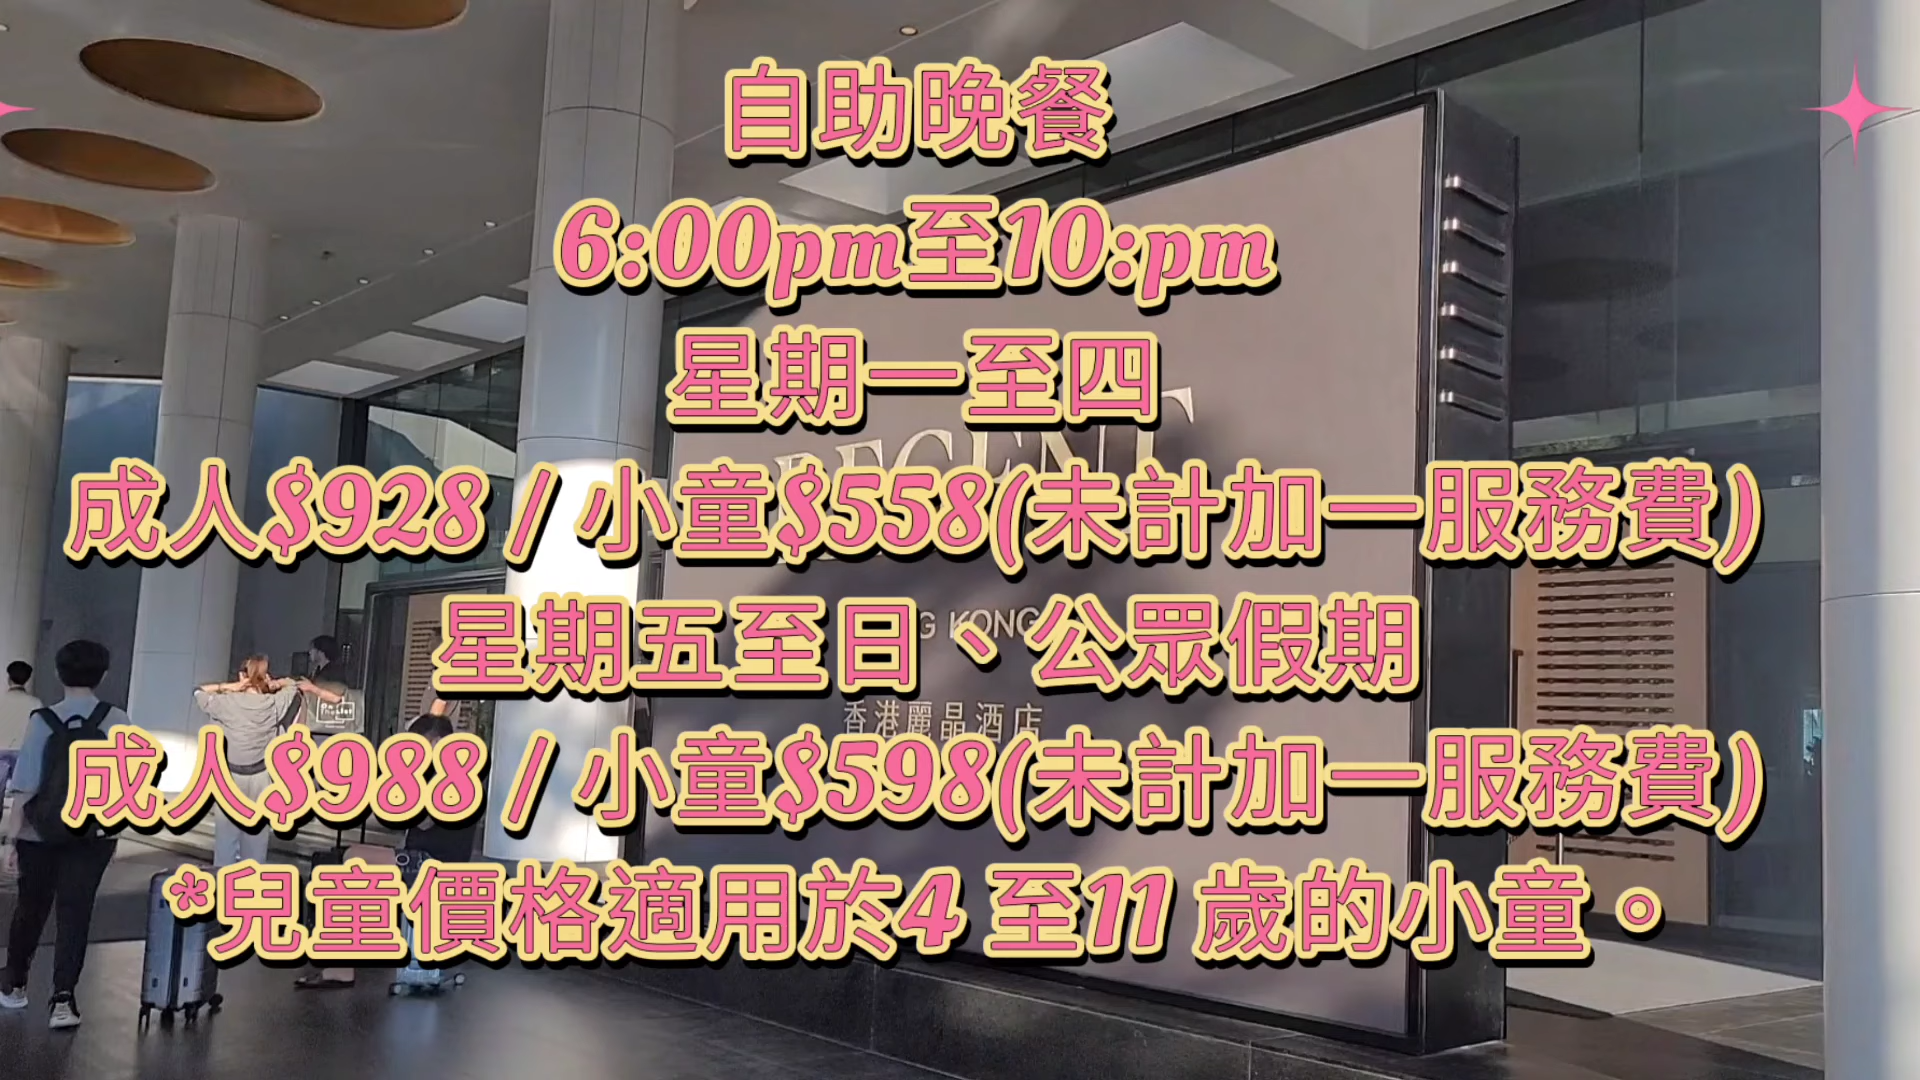 自助晚餐
6:00pm至10:pm
星期一至四
REGENT
成人$928 / 小童$558(未計加一服務費)
星期五至日、公眾假期
G KONG
香港麗晶酒店
成人$988 / 小童$598(未計加一服務費)
*兒童價格適用於4 至11 歲的小童。